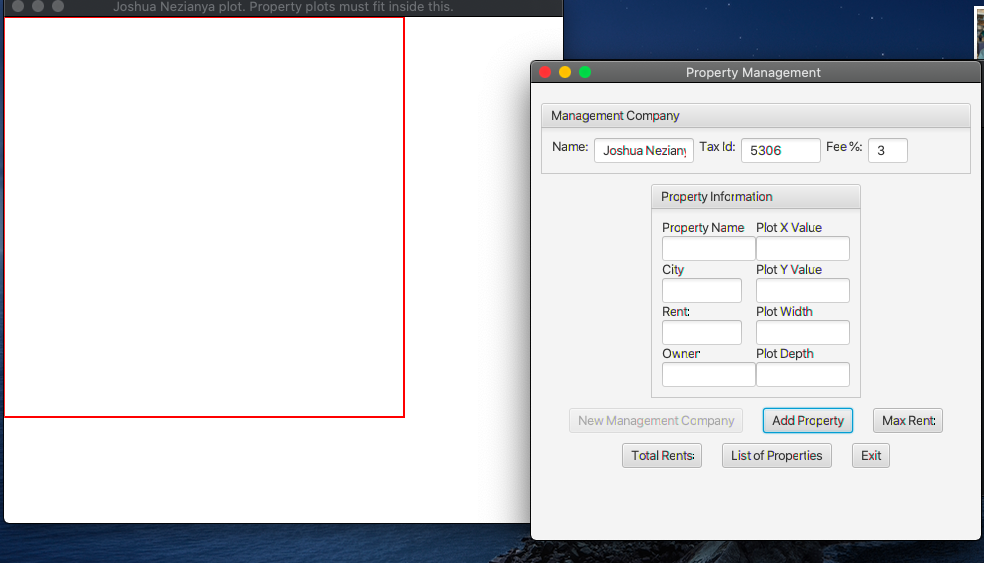 Joshua Nezianya plot. Property plots must fit inside this.
Property Management
Management Company
Name: Joshua Neziany Tax Id: 5306 Fee %: 3
Property Information
Property Name Plot X Value
City Plot Y Value
Rent: Plot Width
Owner Plot Depth
New Management Company Add Property Max Rent:
Total Rents: List of Properties Exit